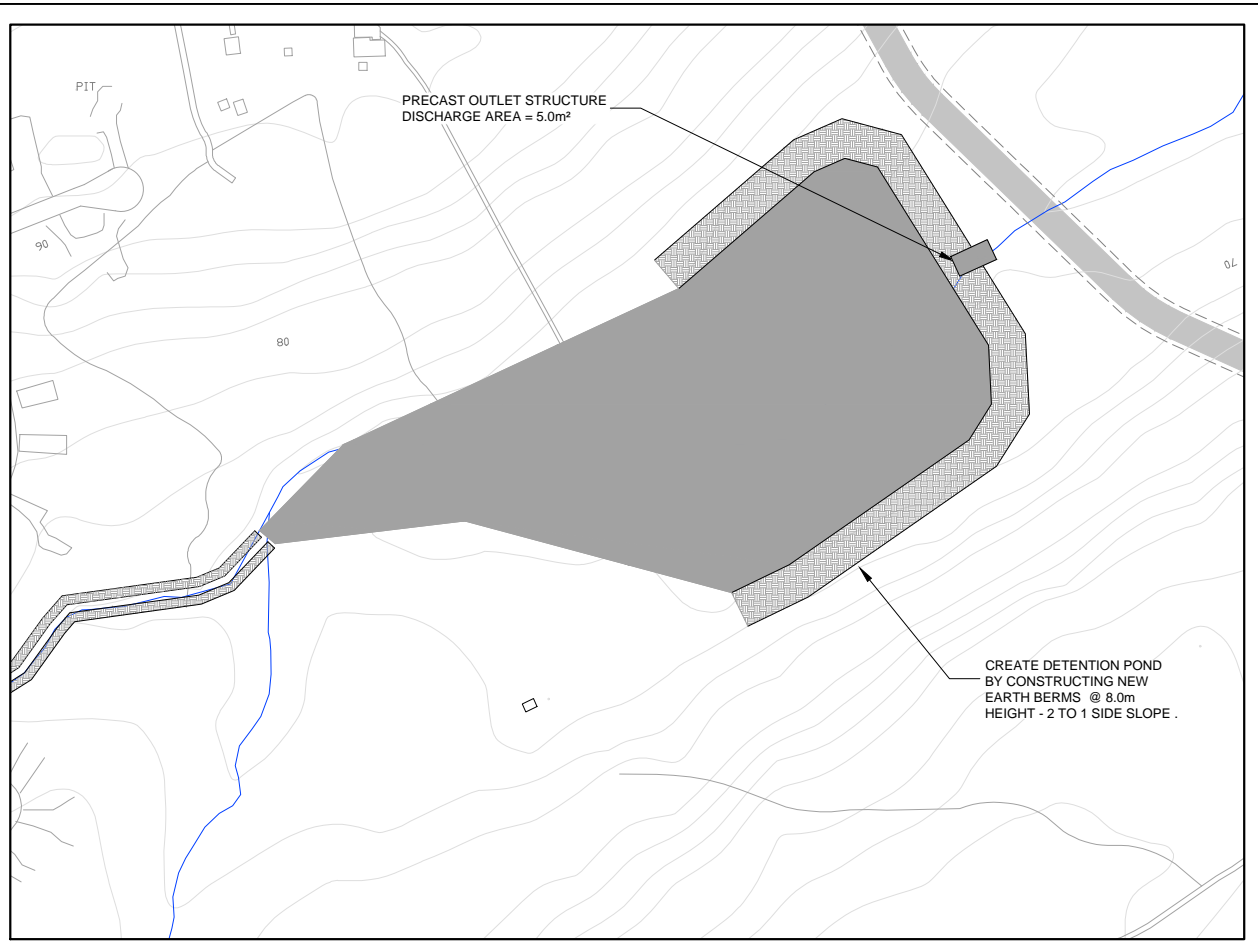 PIT
PRECAST OUTLET STRUCTURE
DISCHARGE AREA = 5.0m²
90
70
80
CREATE DETENTION POND
BY CONSTRUCTING NEW
EARTH BERMS @ 8.0m
HEIGHT - 2 TO 1 SIDE SLOPE .